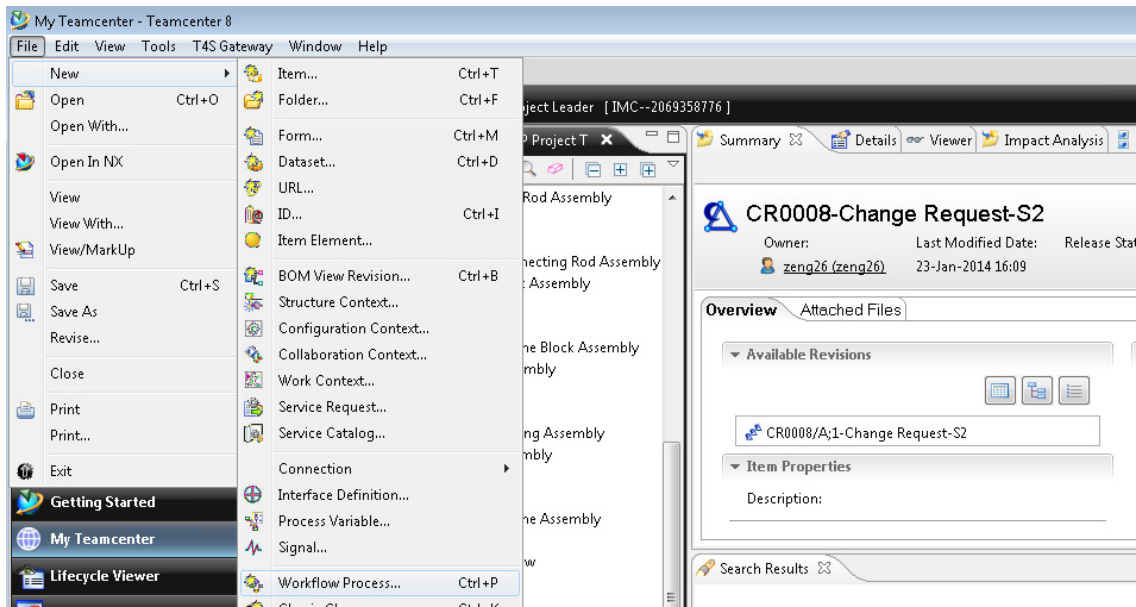 My Teamcenter - Teamcenter 8
File Edit View Tools T4S Gateway Window Help
New
Open Ctrl+O
Open With...
Open In NX
View
View With...
View/MarkUp
Save Ctrl+S
Save As
Revise...
Close
Print
Print...
Exit
Getting Started
My Teamcenter
Lifecycle Viewer
Item... Ctrl+T
Folder... Ctrl+F
Form... Ctrl+M
Dataset... Ctrl+D
URL...
ID... Ctrl+I
Item Element...
BOM View Revision... Ctrl+B
Structure Context...
Configuration Context...
Collaboration Context...
Work Context...
Service Request...
Service Catalog...
Connection
Interface Definition...
Process Variable...
Signal...
Workflow Process... Ctrl+P
ject Leader [ IMC--2069358776 ]
P Project T
Rod Assembly
necting Rod Assembly
: Assembly
ne Block Assembly
mbly
ng Assembly
mbly
ne Assembly
w
Summary Details Viewer Impact Analysis
CR0008-Change Request-S2
Owner: Last Modified Date: Release Stat
zeng26 (zeng26) 23-Jan-2014 16:09
Overview Attached Files
Available Revisions
CR0008/A;1-Change Request-S2
Item Properties
Description:
Search Results